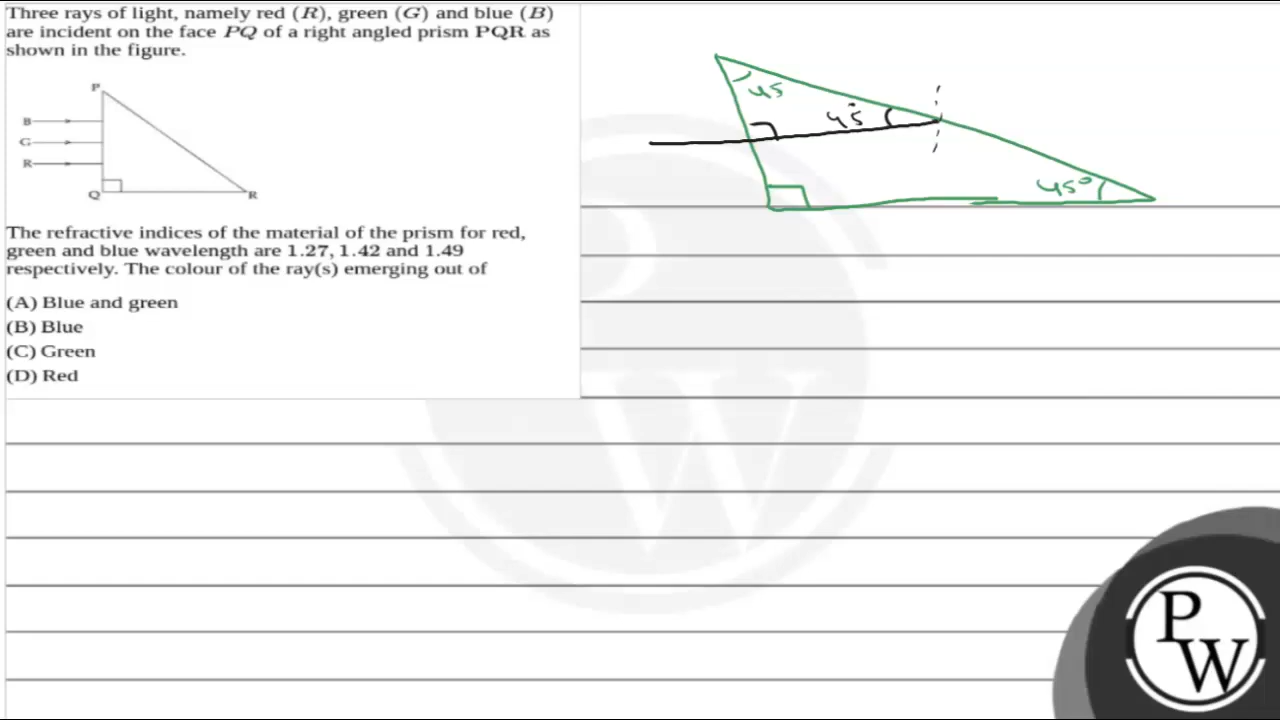 Three rays of light, namely red (R), green (G) and blue (B)
are incident on the face PQ of a right angled prism PQR as
shown in the figure.
P
B
G
R
Q
R
The refractive indices of the material of the prism for red,
green and blue wavelength are 1.27, 1.42 and 1.49
respectively. The colour of the ray(s) emerging out of
(A) Blue and green
(B) Blue
(C) Green
(D) Red
45
45°
45°
P
W
P
W